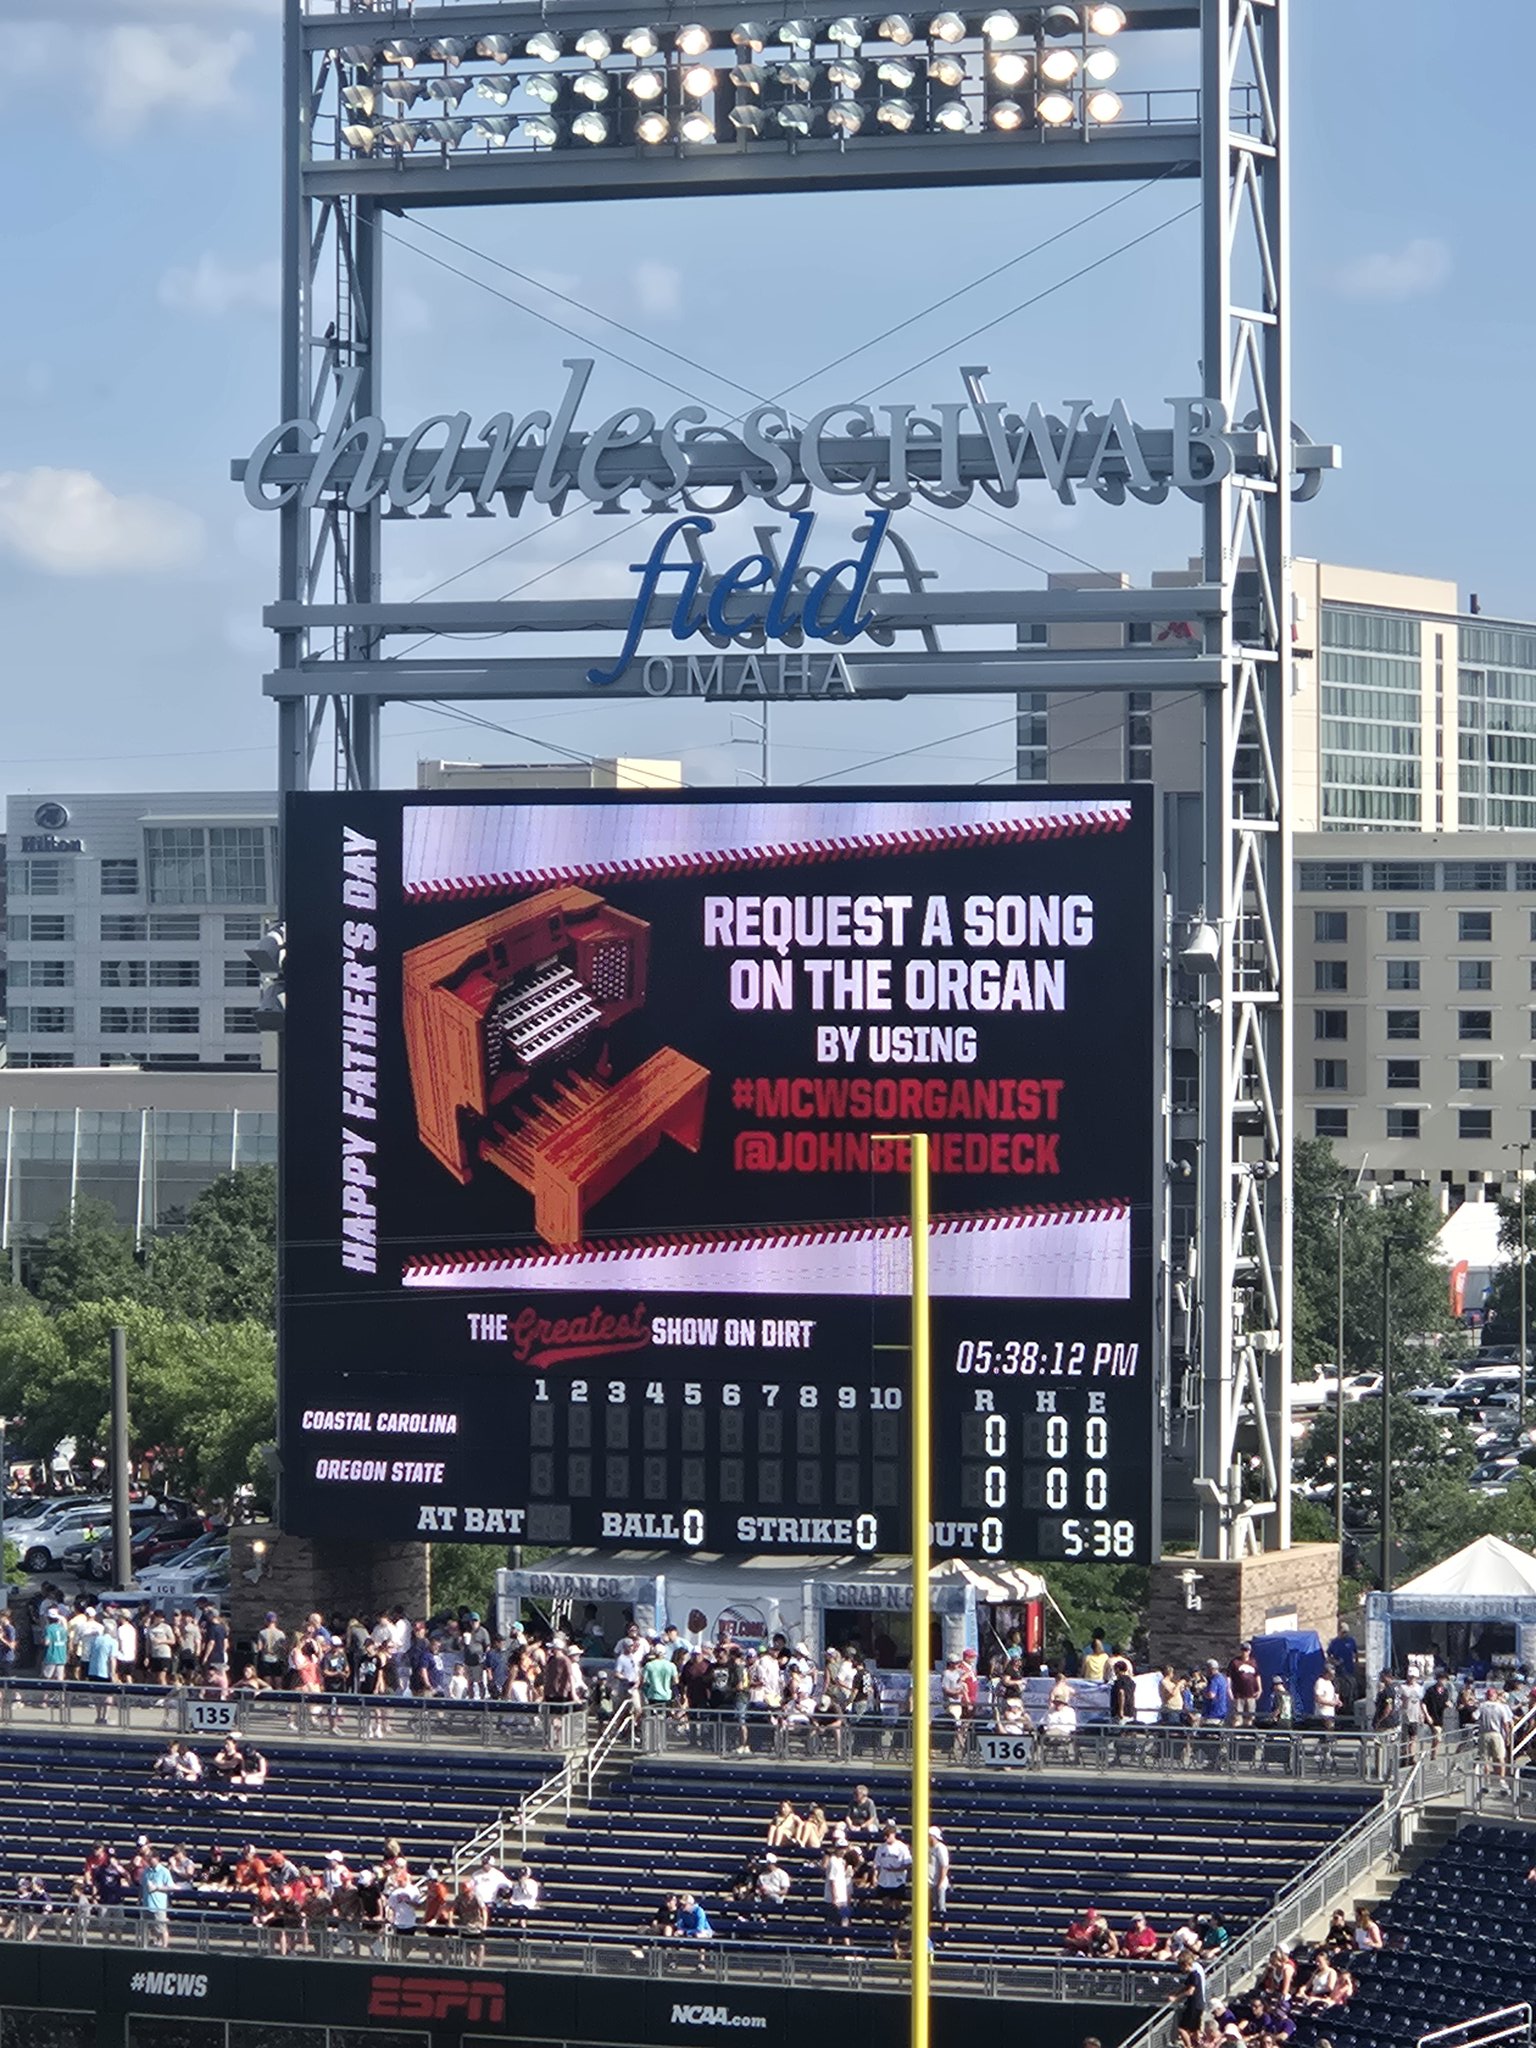 charles SCHWAB
field
OMAHA
Hilton
HAPPY FATHER'S DAY
REQUEST A SONG
ON THE ORGAN
BY USING
#MCWSORGANIST
@JOHNBENEDECK
THE Greatest SHOW ON DIRT
05:38:12 PM
1 2 3 4 5 6 7 8 9 10 R H E
COASTAL CAROLINA 0 0 0
OREGON STATE 0 0 0
AT BAT BALL 0 STRIKE 0 OUT 0 5:38
GRAB-N-GO
WELCOME
GRAB-N-GO
135
136
#MCWS
ESPN
NCAA.com